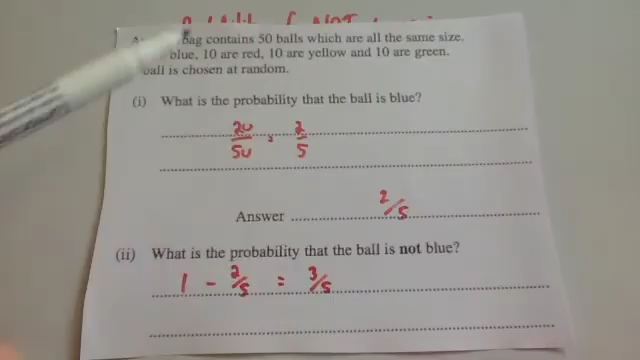 NOT
bag contains 50 balls which are all the same size.
blue, 10 are red, 10 are yellow and 10 are green.
ball is chosen at random.
(i) What is the probability that the ball is blue?
20/50 = 2/5
Answer 2/5
(ii) What is the probability that the ball is not blue?
1 - 2/5 = 3/5